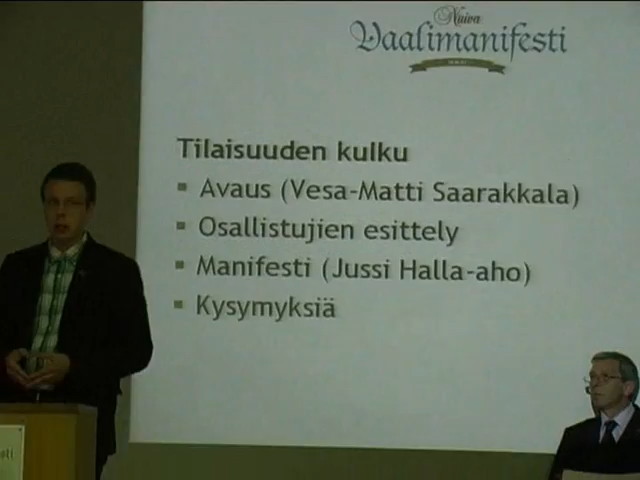 Nuiva
Vaalimanifesti
Tilaisuuden kulku
Avaus (Vesa-Matti Saarakkala)
Osallistujien esittely
Manifesti (Jussi Halla-aho)
Kysymyksiä